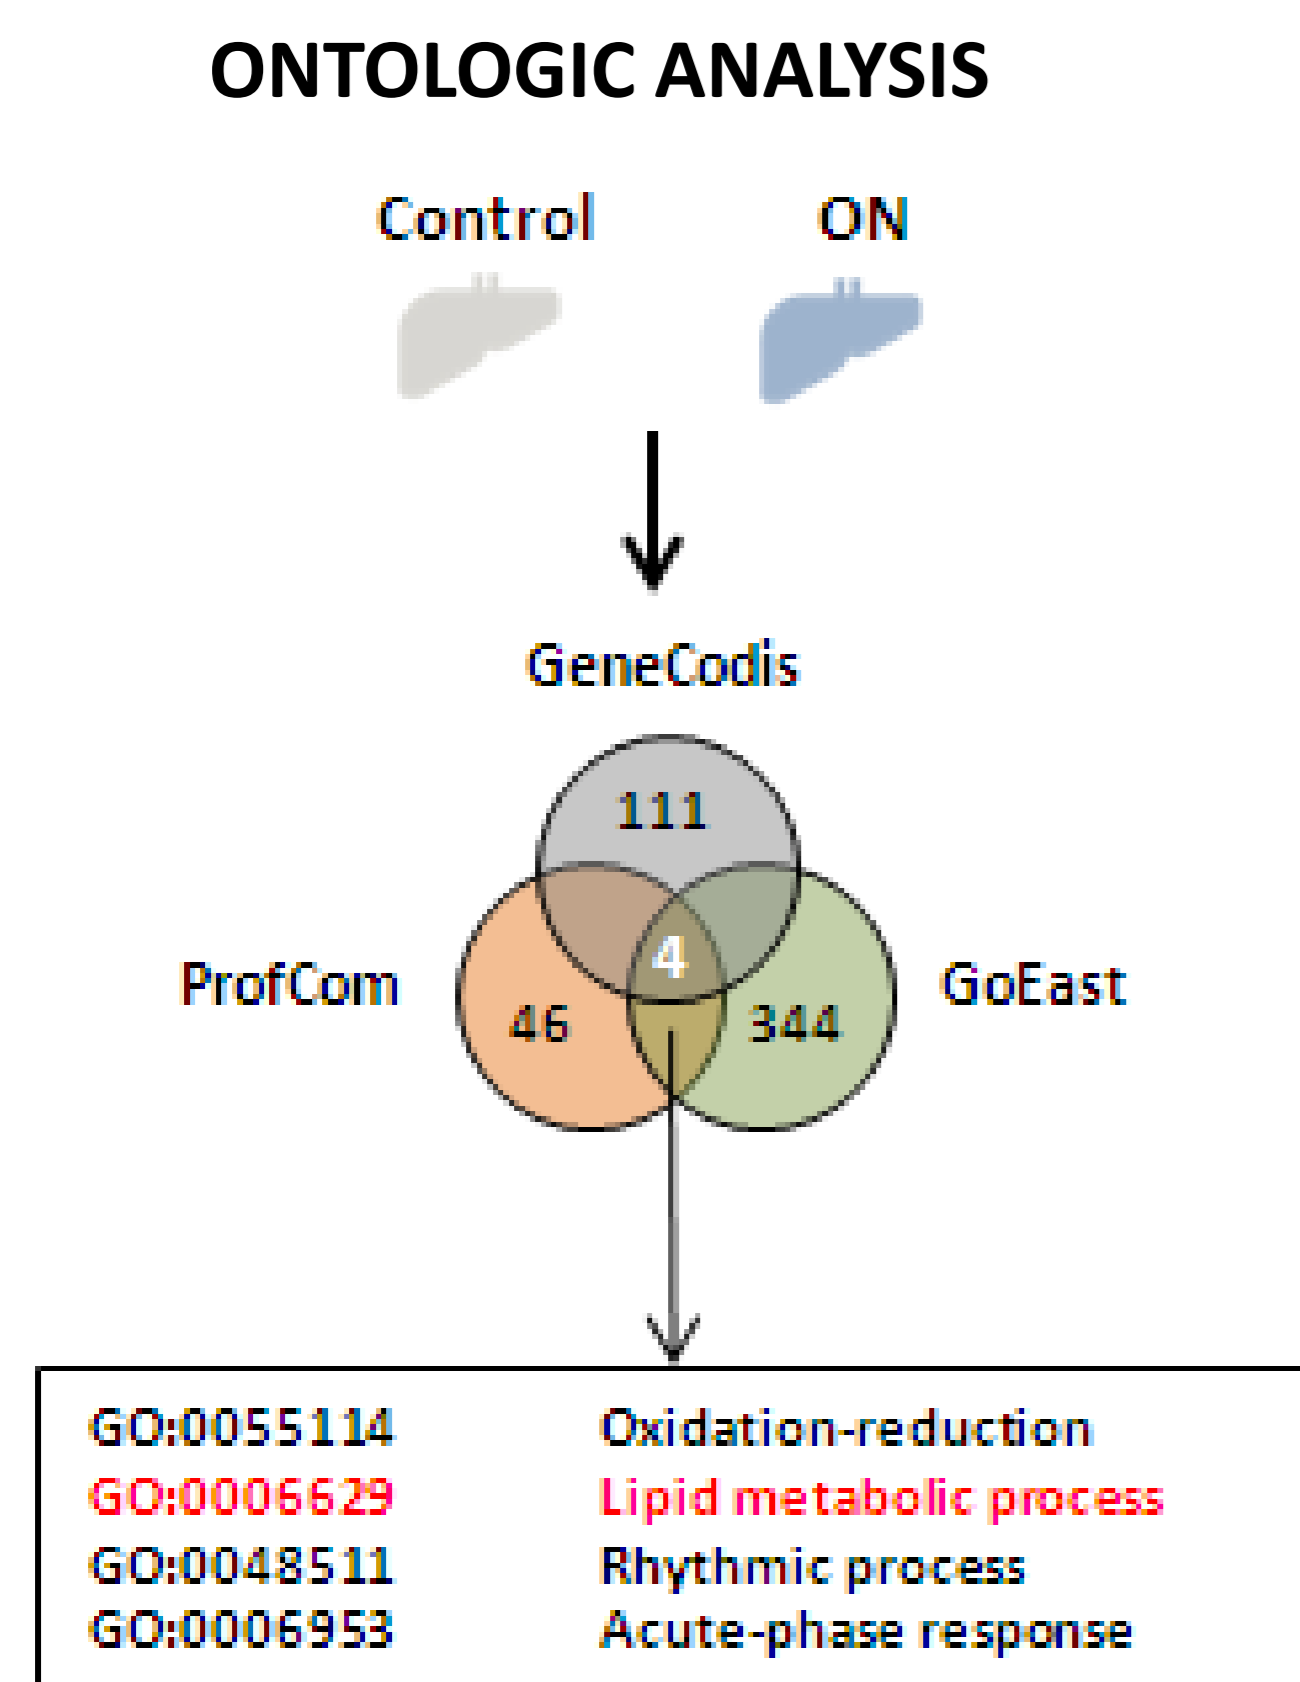 ONTOLOGIC ANALYSIS
Control ON
GeneCodis
111
4
ProfCom GoEast
46 344
GO:0055114 Oxidation-reduction
GO:0006629 Lipid metabolic process
GO:0048511 Rhythmic process
GO:0006953 Acute-phase response